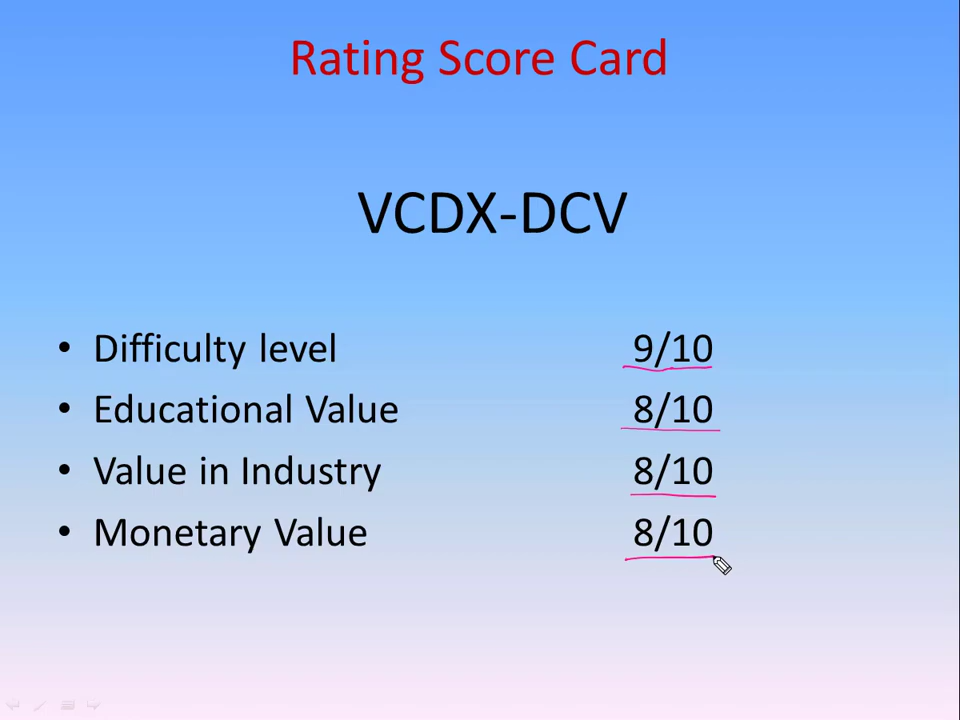 Rating Score Card
VCDX-DCV
• Difficulty level 9/10
• Educational Value 8/10
• Value in Industry 8/10
• Monetary Value 8/10